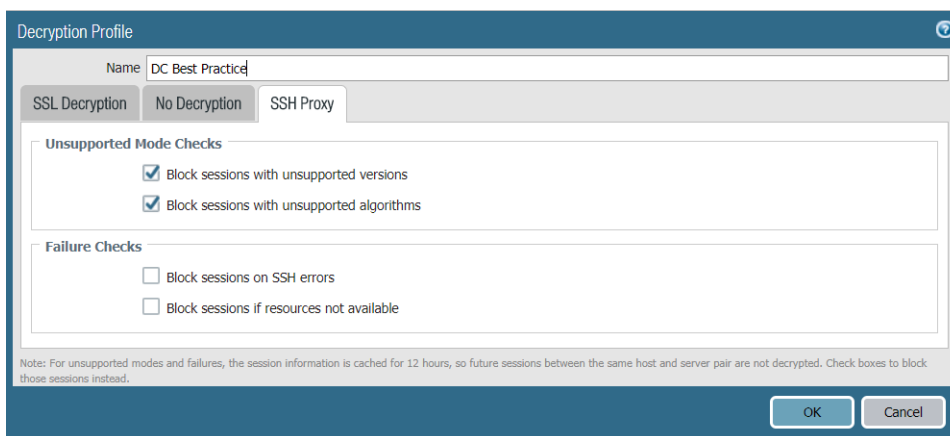 Decryption Profile
Name DC Best Practice
SSL Decryption No Decryption SSH Proxy
Unsupported Mode Checks
Block sessions with unsupported versions
Block sessions with unsupported algorithms
Failure Checks
Block sessions on SSH errors
Block sessions if resources not available
Note: For unsupported modes and failures, the session information is cached for 12 hours, so future sessions between the same host and server pair are not decrypted. Check boxes to block
those sessions instead.
OK Cancel